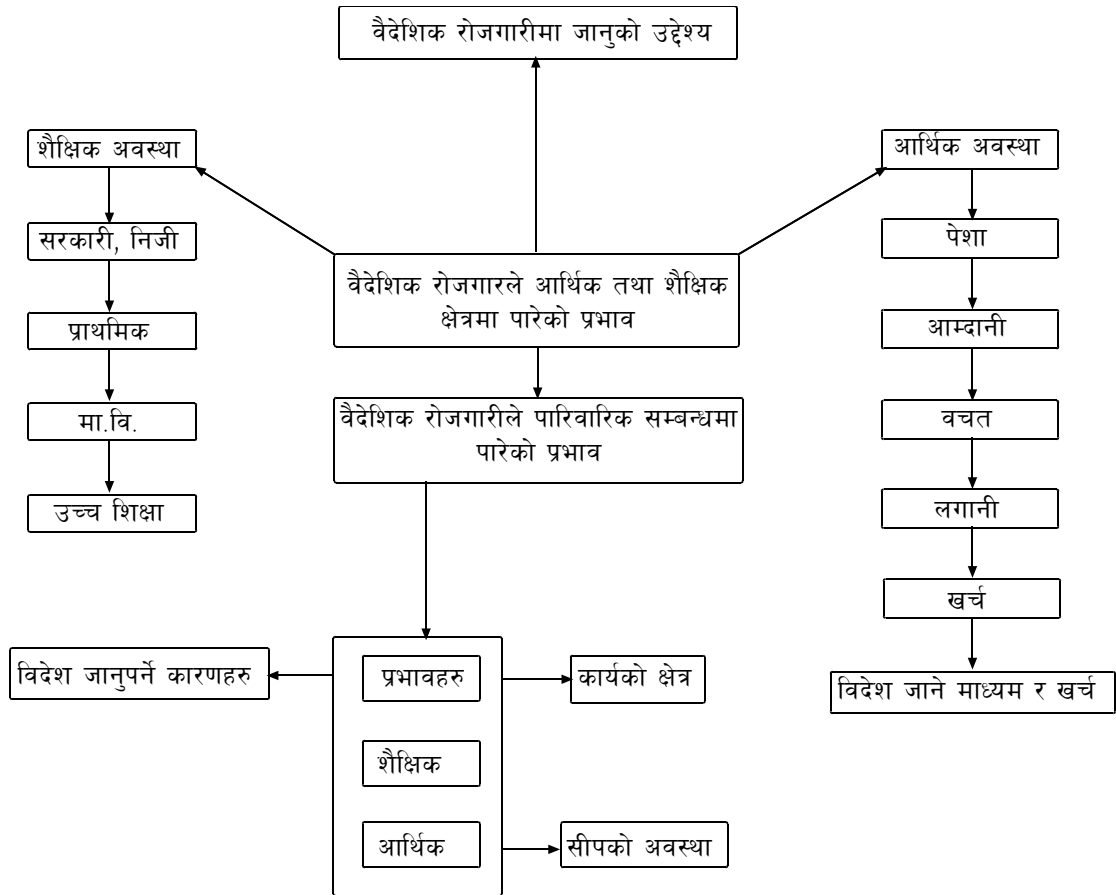 वैदेशिक रोजगारीमा जानुको उद्देश्य
शैक्षिक अवस्था
आर्थिक अवस्था
सरकारी, निजी
पेशा
वैदेशिक रोजगारले आर्थिक तथा शैक्षिक
क्षेत्रमा पारेको प्रभाव
प्राथमिक
आम्दानी
मा.वि.
वैदेशिक रोजगारीले पारिवारिक सम्बन्धमा
पारेको प्रभाव
वचत
उच्च शिक्षा
लगानी
खर्च
विदेश जानुपर्ने कारणहरु
प्रभावहरु
कार्यको क्षेत्र
विदेश जाने माध्यम र खर्च
शैक्षिक
आर्थिक
सीपको अवस्था